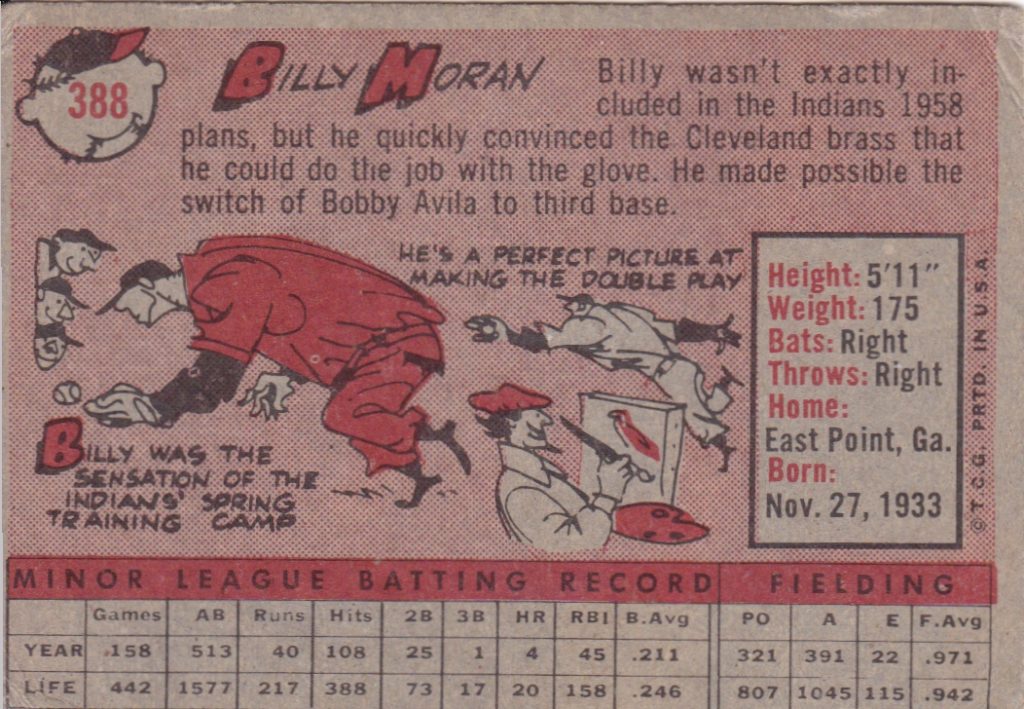 388
BILLY MORAN
Billy wasn't exactly in-
cluded in the Indians 1958
plans, but he quickly convinced the Cleveland brass that
he could do the job with the glove. He made possible the
switch of Bobby Avila to third base.
HE'S A PERFECT PICTURE AT
MAKING THE DOUBLE PLAY
BILLY WAS THE
SENSATION OF THE
INDIANS' SPRING
TRAINING CAMP
Height: 5'11"
Weight: 175
Bats: Right
Throws: Right
Home:
East Point, Ga.
Born:
Nov. 27, 1933
© T.C.G. PRTD. IN U.S.A.
MINOR LEAGUE BATTING RECORD FIELDING
Games AB Runs Hits 2B 3B HR RBI B.Avg PO A E F.Avg
YEAR 158 513 40 108 25 1 4 45 .211 321 391 22 .971
LIFE 442 1577 217 388 73 17 20 158 .246 807 1045 115 .942